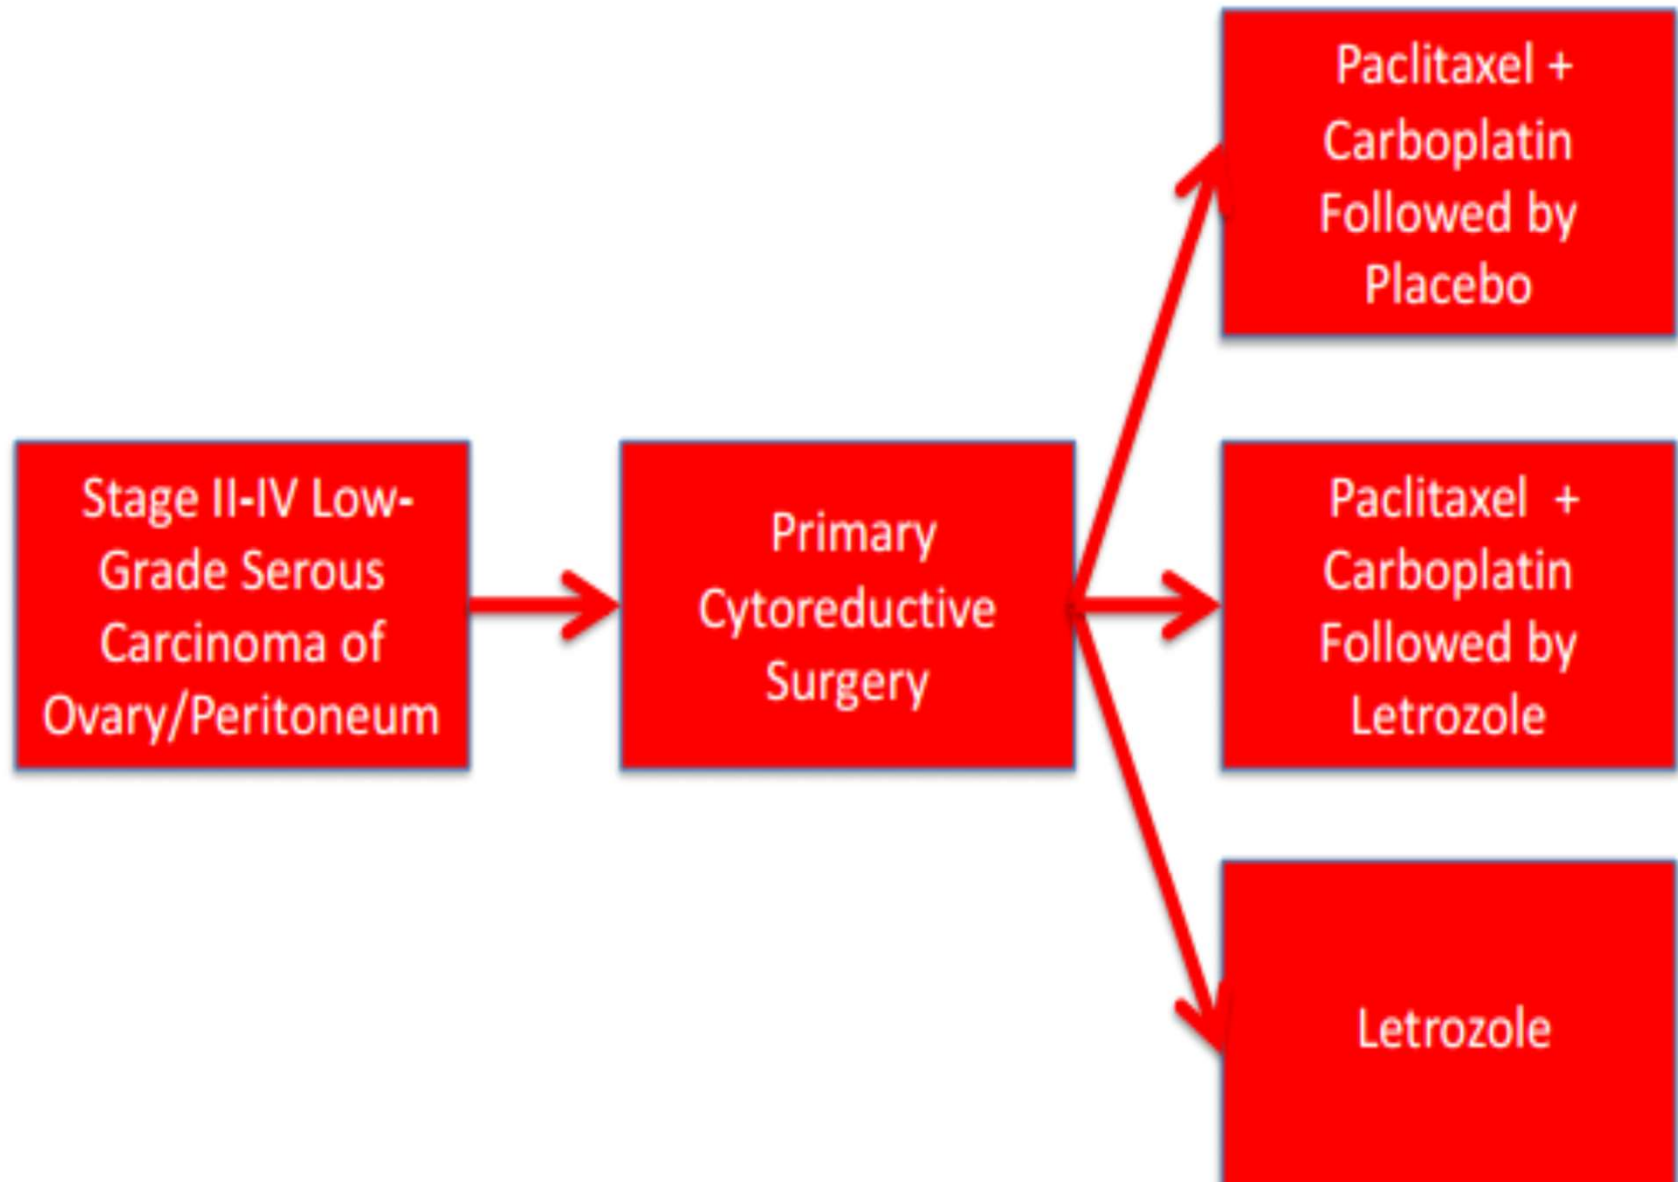 Stage II-IV Low-
Grade Serous
Carcinoma of
Ovary/Peritoneum
Primary
Cytoreductive
Surgery
Paclitaxel +
Carboplatin
Followed by
Placebo
Paclitaxel +
Carboplatin
Followed by
Letrozole
Letrozole